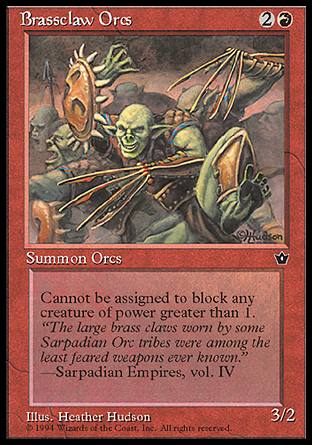 Brassclaw Orcs 2
©Hudson
Summon Orcs
Cannot be assigned to block any
creature of power greater than 1.
“The large brass claws worn by some
Sarpadian Orc tribes were among the
least feared weapons ever known.”
—Sarpadian Empires, vol. IV
Illus. Heather Hudson 3/2
© 1994 Wizards of the Coast, Inc. All rights reserved.